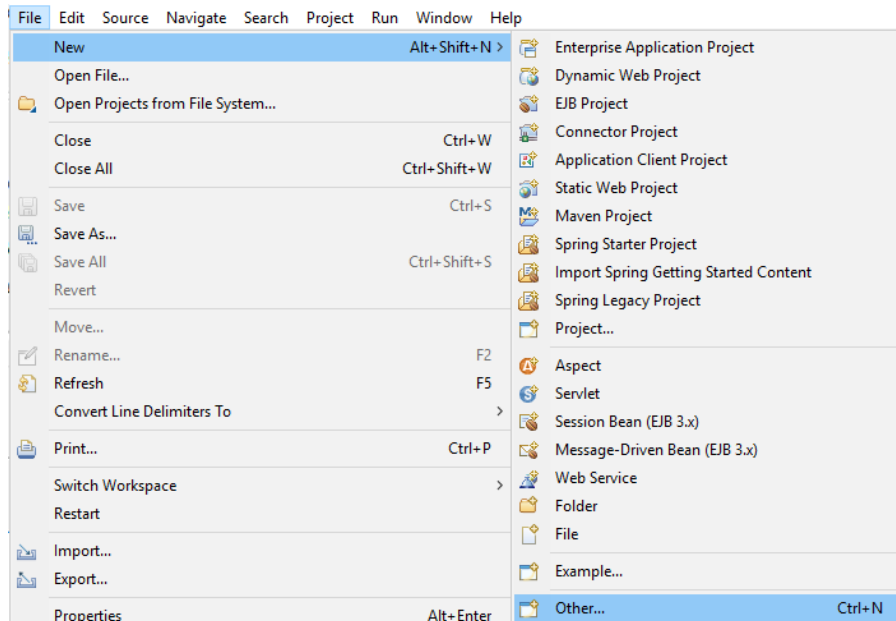 File Edit Source Navigate Search Project Run Window Help
New Alt+Shift+N >
Open File...
Open Projects from File System...
Close Ctrl+W
Close All Ctrl+Shift+W
Save Ctrl+S
Save As...
Save All Ctrl+Shift+S
Revert
Move...
Rename... F2
Refresh F5
Convert Line Delimiters To >
Print... Ctrl+P
Switch Workspace >
Restart
Import...
Export...
Properties Alt+Enter
Enterprise Application Project
Dynamic Web Project
EJB Project
Connector Project
Application Client Project
Static Web Project
Maven Project
Spring Starter Project
Import Spring Getting Started Content
Spring Legacy Project
Project...
Aspect
Servlet
Session Bean (EJB 3.x)
Message-Driven Bean (EJB 3.x)
Web Service
Folder
File
Example...
Other... Ctrl+N